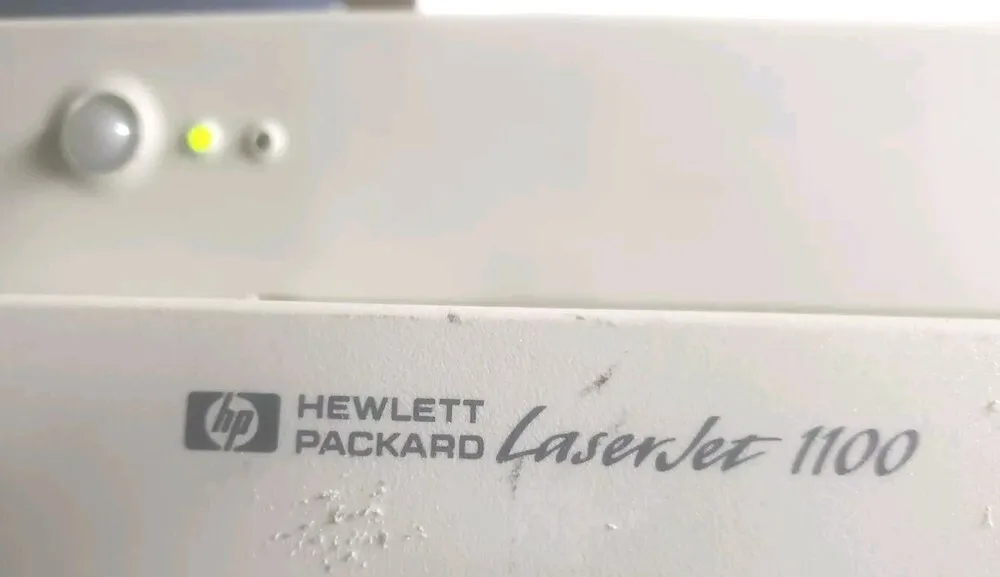 hp HEWLETT
PACKARD LaserJet 1100